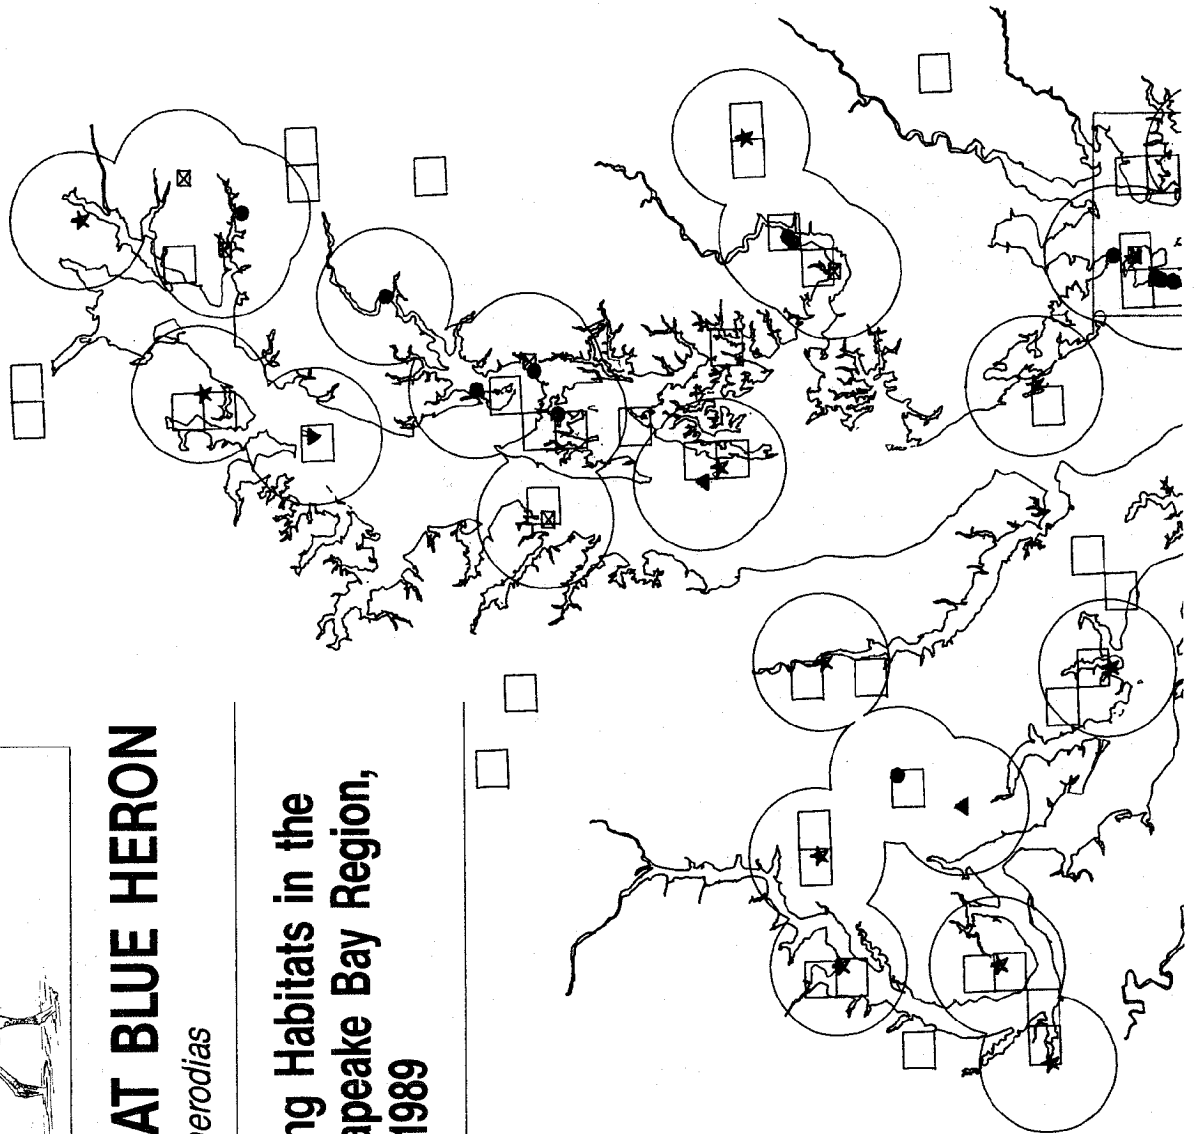 AT BLUE HERON
erodias
ng Habitats in the
apeake Bay Region,
1989